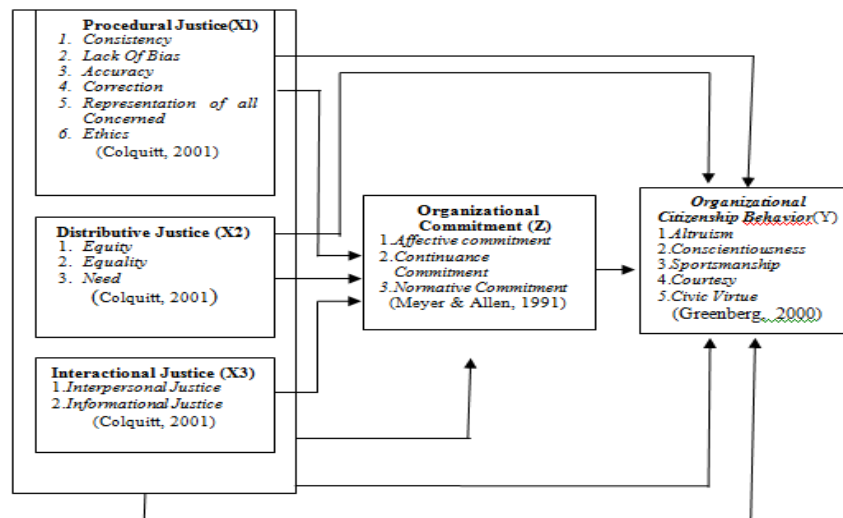 Procedural Justice(X1)
1. Consistency
2. Lack Of Bias
3. Accuracy
4. Correction
5. Representation of all
Concerned
6. Ethics
(Colquitt, 2001)
Distributive Justice (X2)
1. Equity
2. Equality
3. Need
(Colquitt, 2001)
Interactional Justice (X3)
1.Interpersonal Justice
2.Informational Justice
(Colquitt, 2001)
Organizational
Commitment (Z)
1.Affective commitment
2.Continuance
Commitment
3.Normative Commitment
(Meyer & Allen, 1991)
Organizational
Citizenship Behavior(Y)
1.Altruism
2.Conscientiousness
3.Sportsmanship
4.Courtesy
5.Civic Virtue
(Greenberg, 2000)